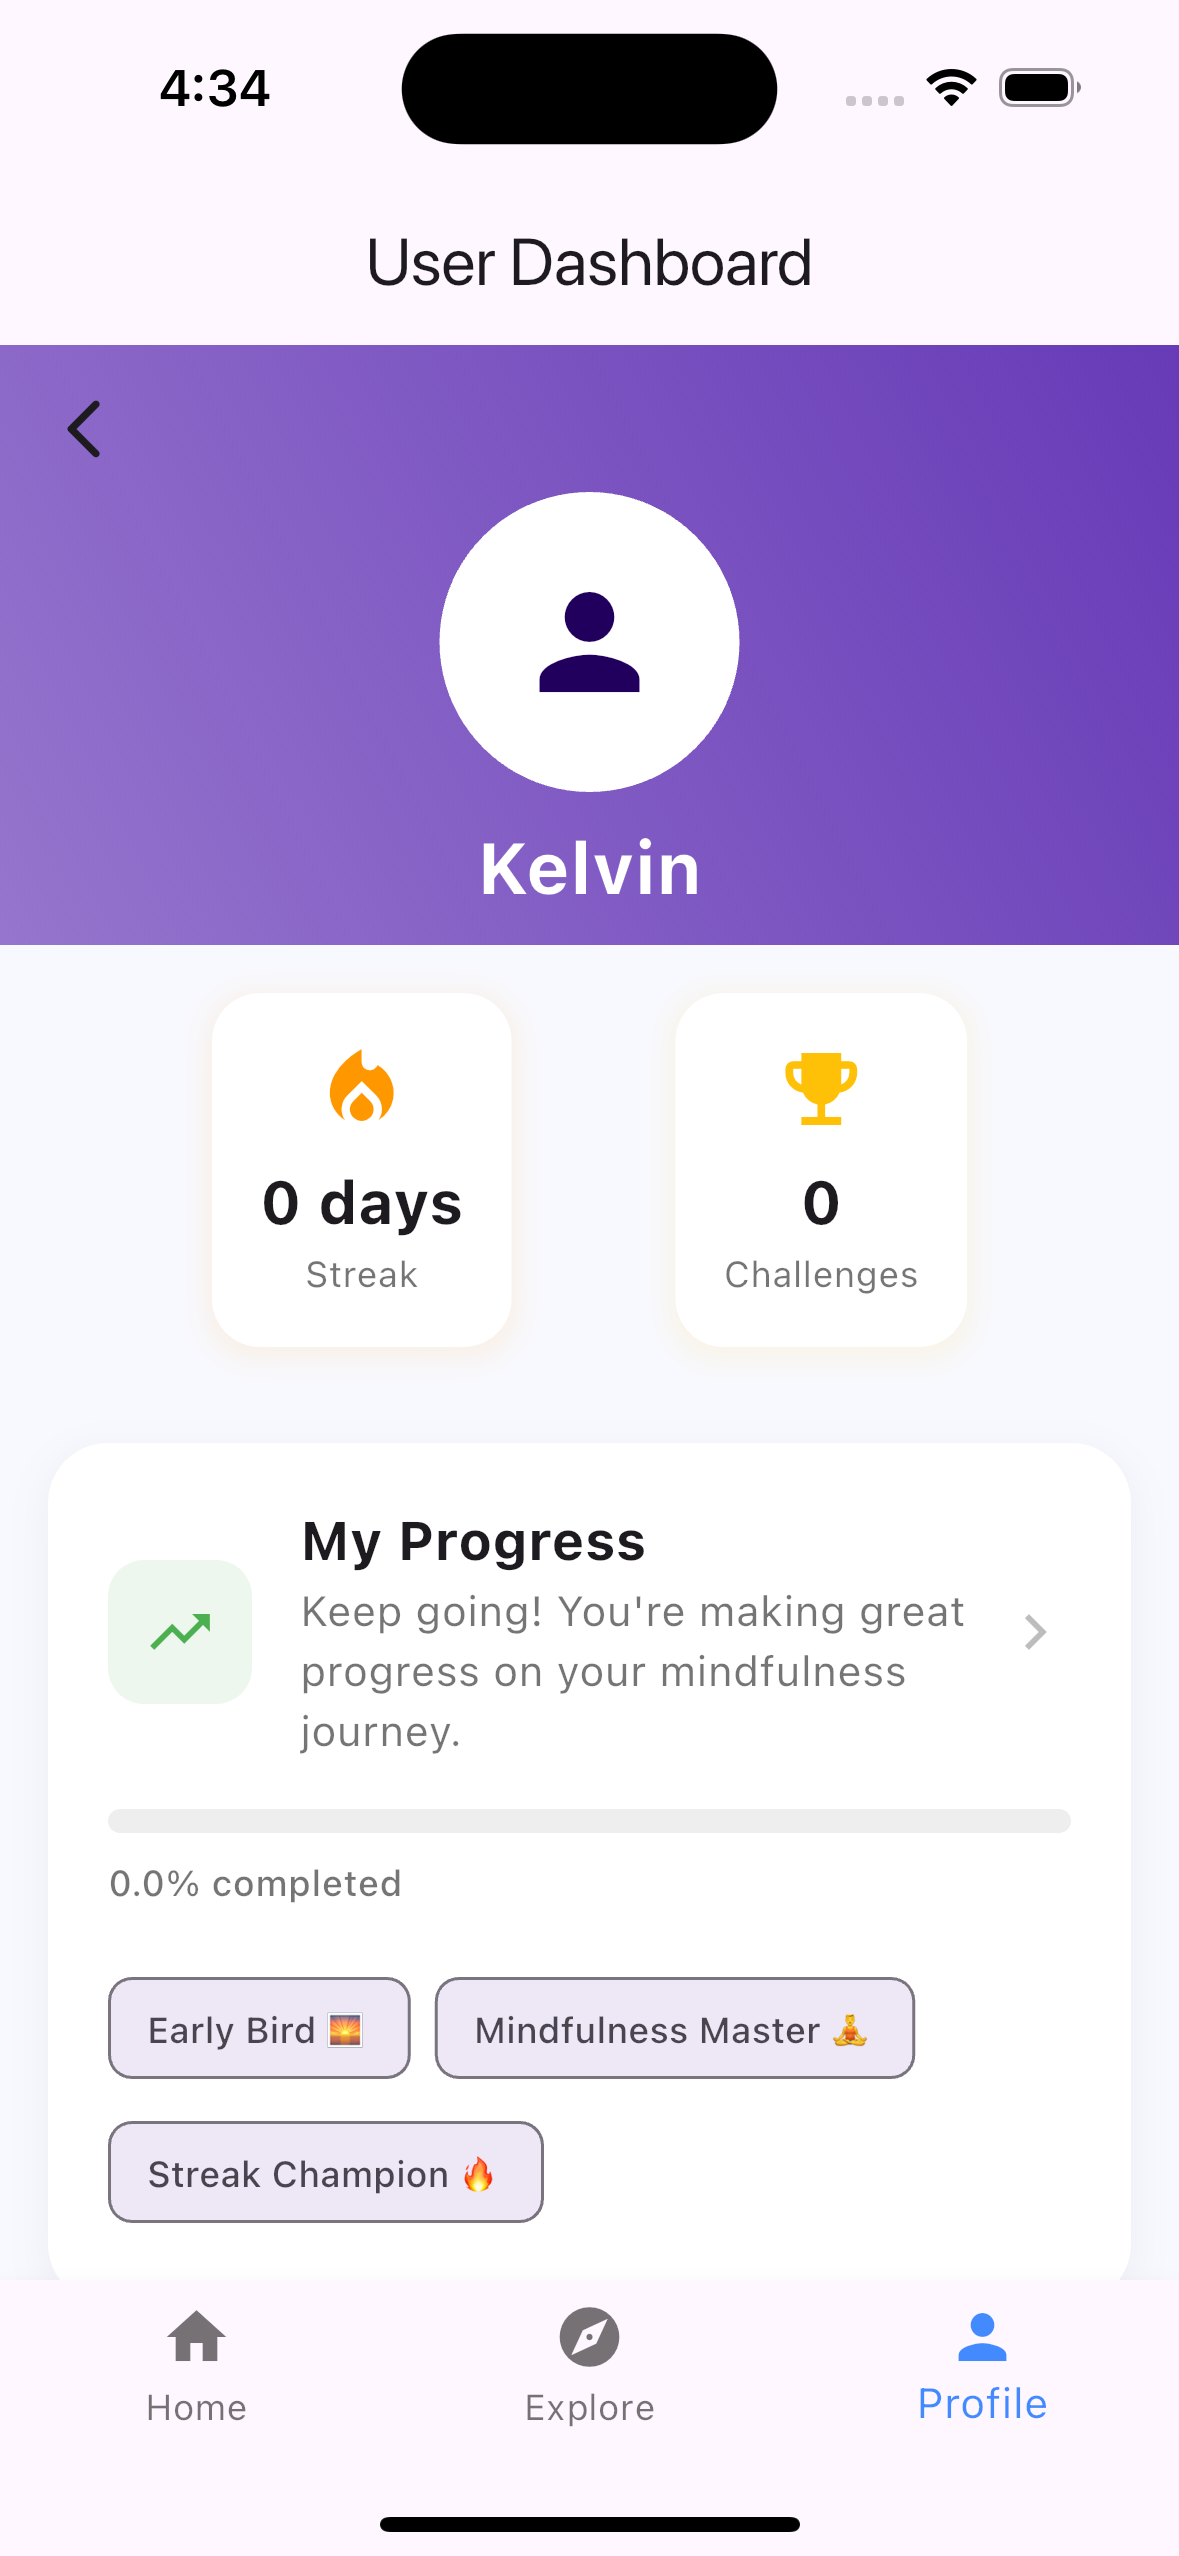 4:34
User Dashboard
Kelvin
0 days
Streak
0
Challenges
My Progress
Keep going! You're making great
progress on your mindfulness
journey.
0.0% completed
Early Bird 🌅
Mindfulness Master 🧘
Streak Champion 🔥
Home
Explore
Profile